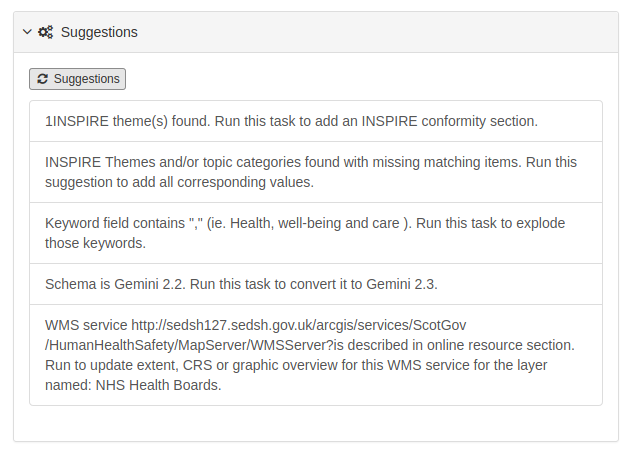 Suggestions
Suggestions
1INSPIRE theme(s) found. Run this task to add an INSPIRE conformity section.
INSPIRE Themes and/or topic categories found with missing matching items. Run this
suggestion to add all corresponding values.
Keyword field contains "," (ie. Health, well-being and care ). Run this task to explode
those keywords.
Schema is Gemini 2.2. Run this task to convert it to Gemini 2.3.
WMS service http://sedsh127.sedsh.gov.uk/arcgis/services/ScotGov
/HumanHealthSafety/MapServer/WMSServer?is described in online resource section.
Run to update extent, CRS or graphic overview for this WMS service for the layer
named: NHS Health Boards.